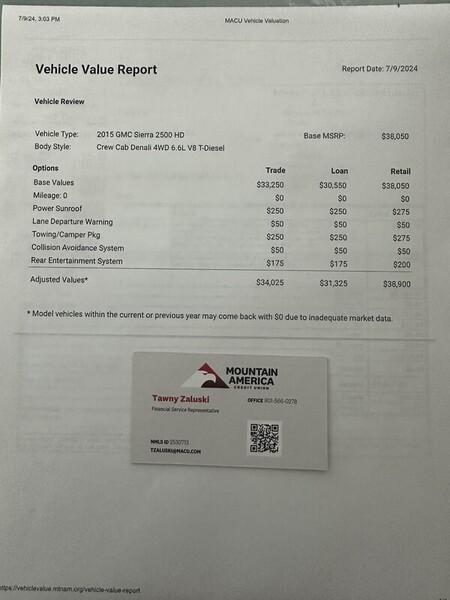 7/9/24, 3:03 PM MACU Vehicle Valuation
Vehicle Value Report Report Date: 7/9/2024
Vehicle Review
Vehicle Type: 2015 GMC Sierra 2500 HD Base MSRP: $38,050
Body Style: Crew Cab Denali 4WD 6.6L V8 T-Diesel
Options Trade Loan Retail
Base Values $33,250 $30,550 $38,050
Mileage: 0 $0 $0 $0
Power Sunroof $250 $250 $275
Lane Departure Warning $50 $50 $50
Towing/Camper Pkg $250 $250 $275
Collision Avoidance System $50 $50 $50
Rear Entertainment System $175 $175 $200
Adjusted Values* $34,025 $31,325 $38,900
* Model vehicles within the current or previous year may come back with $0 due to inadequate market data.
MOUNTAIN
AMERICA
CREDIT UNION
Tawny Zaluski OFFICE 801-566-0278
Financial Service Representative
NMLS ID 2530713
TZALUSKI@MACU.COM
https://vehiclevalue.mtnam.org/vehicle-value-report